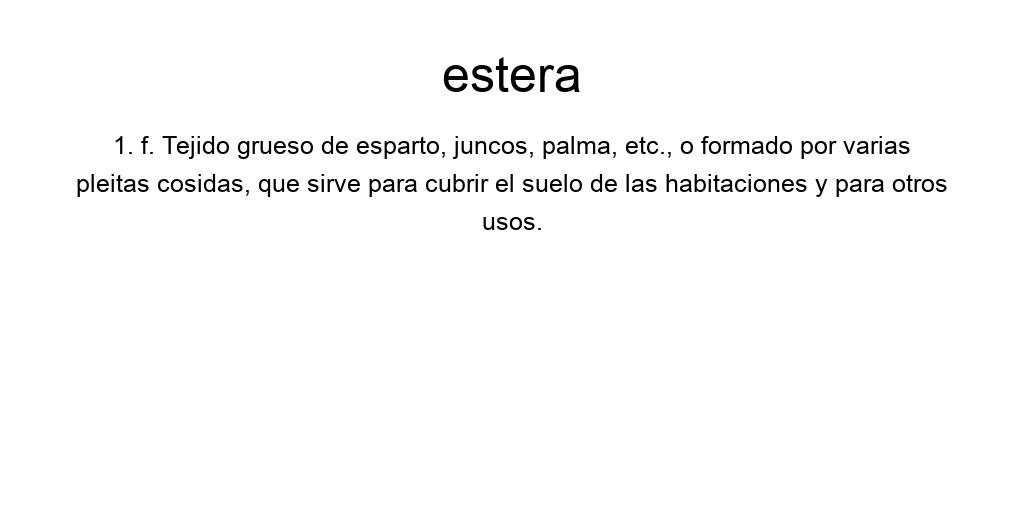 estera
1. f. Tejido grueso de esparto, juncos, palma, etc., o formado por varias
pleitas cosidas, que sirve para cubrir el suelo de las habitaciones y para otros
usos.